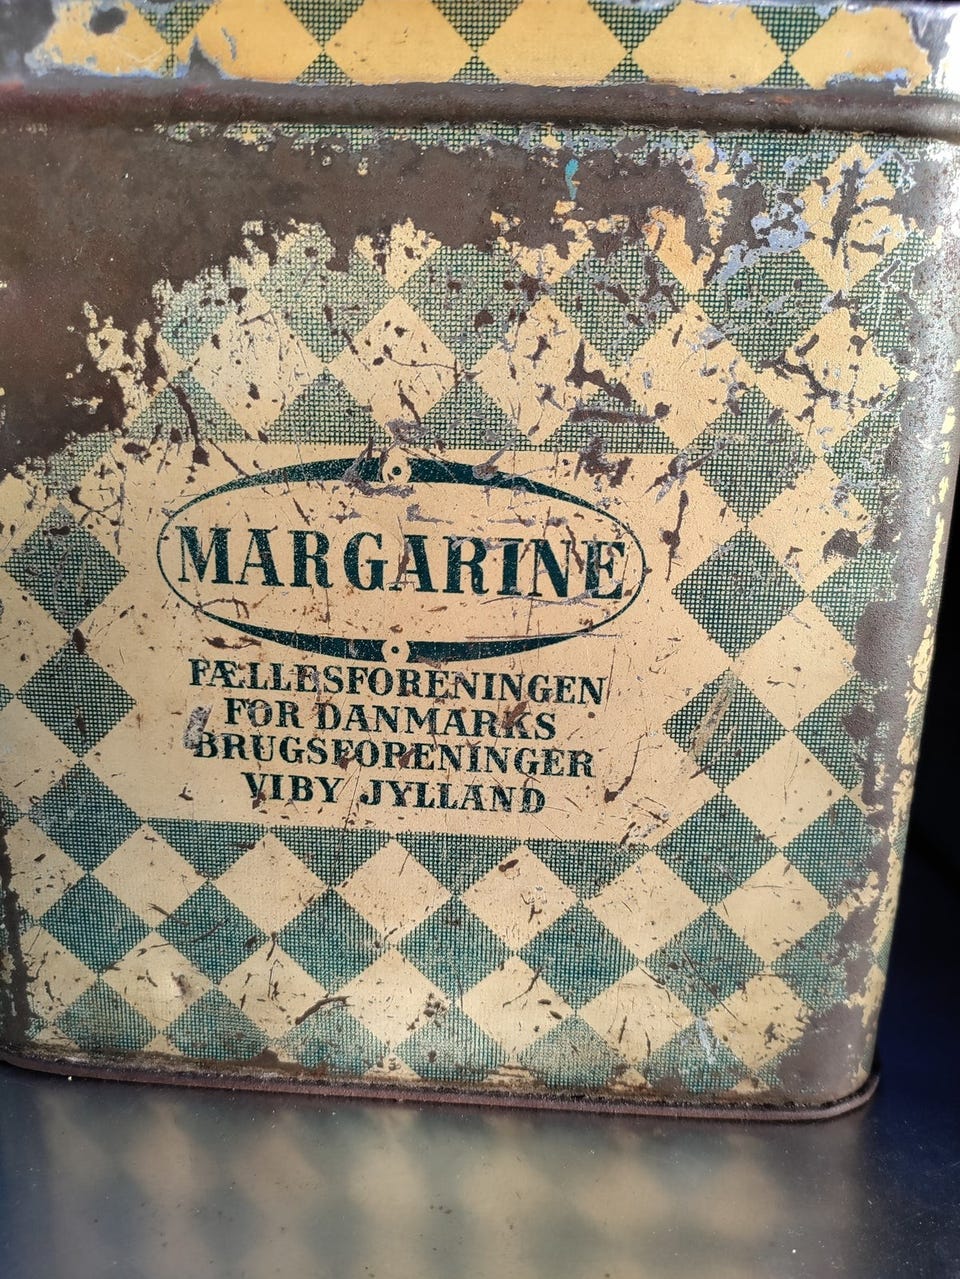 MARGARINE
FÆLLESFORENINGEN
FOR DANMARKS
BRUGSFORENINGER
VIBY JYLLAND